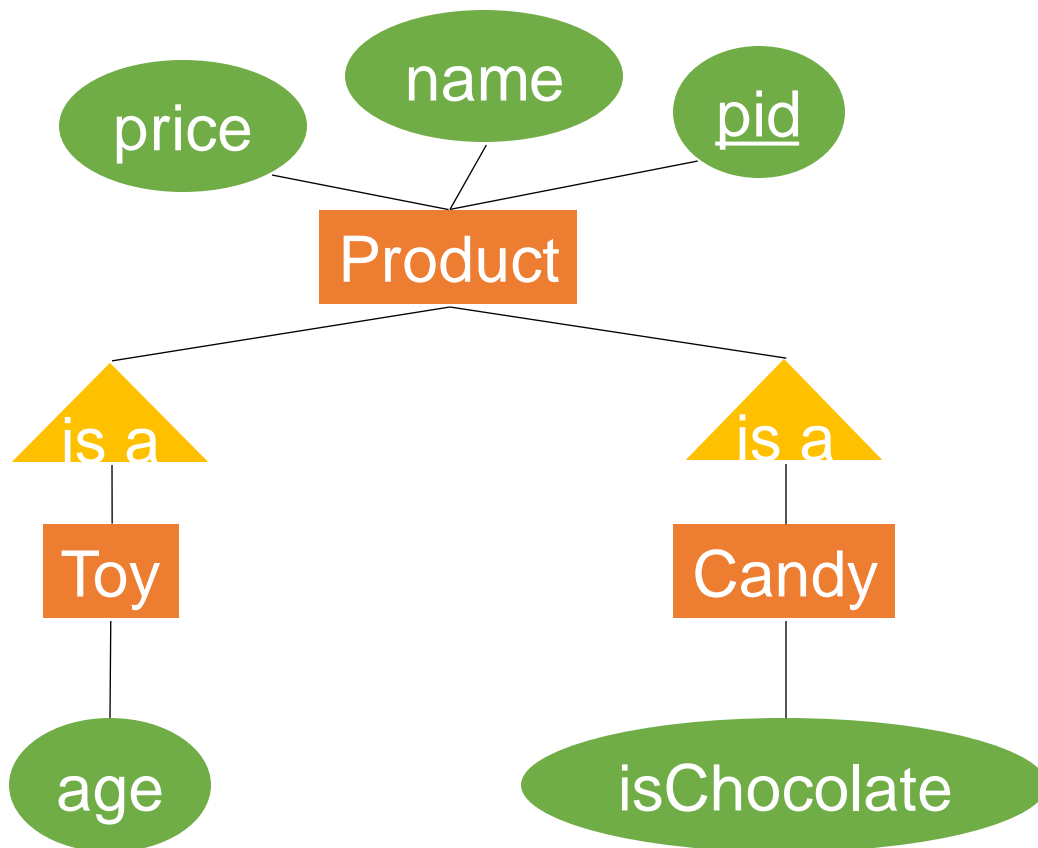 price
name
pid
Product
is a
is a
Toy
Candy
age
isChocolate